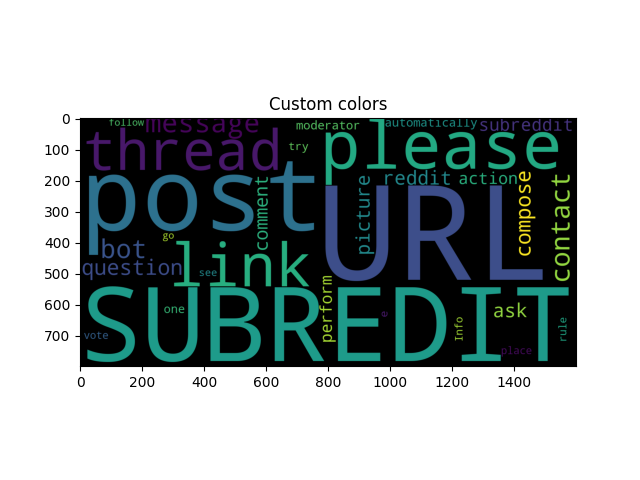 Custom colors
0
100
200
300
400
500
600
700
follow
message
moderator
automatically
subreddit
thread
try
please
post
comment
picture
reddit
action
compose
contact
URL
go
bot
link
question
see
SUBREDDIT
one
perform
e
Info
ask
rule
vote
place
0 200 400 600 800 1000 1200 1400